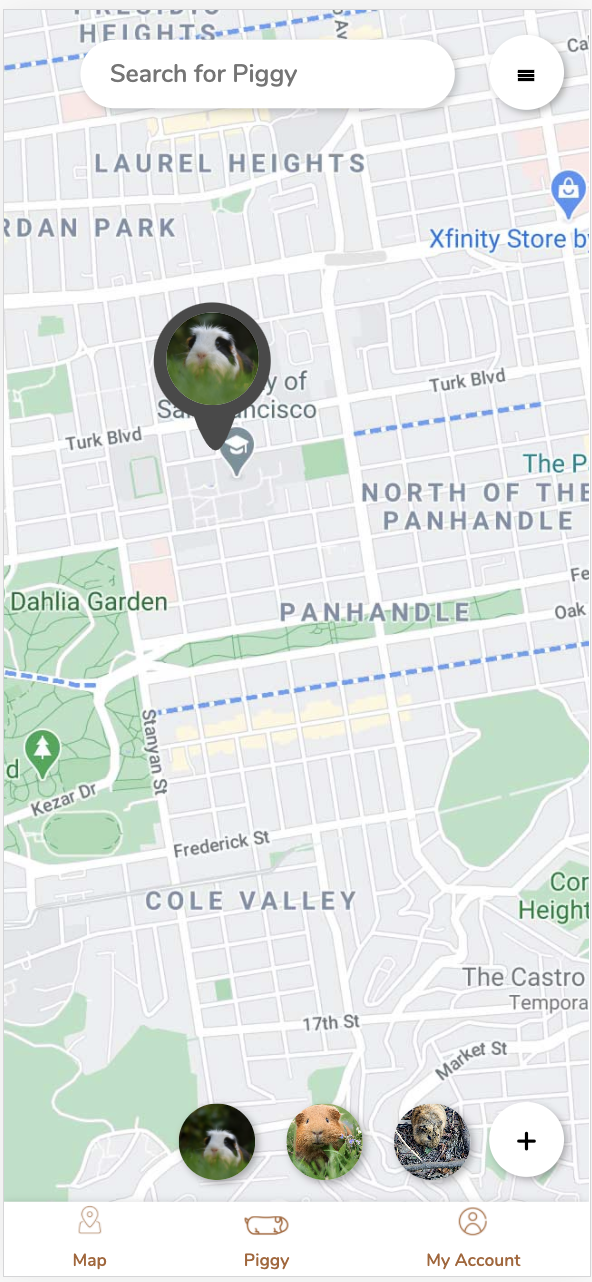 HEIGHTS
Search for Piggy
LAUREL HEIGHTS
RDAN PARK
Xfinity Store by
y of
Turk Blvd
San ancisco
Turk Blvd
The P
NORTH OF THE
PANHANDLE
Fe
Dahlia Garden
PANHANDLE
Oak
Stanyan St
d
Kezar Dr
Frederick St
COLE VALLEY
Cor
Height
The Castro
Tempora
17th St
Market St
Map
Piggy
My Account